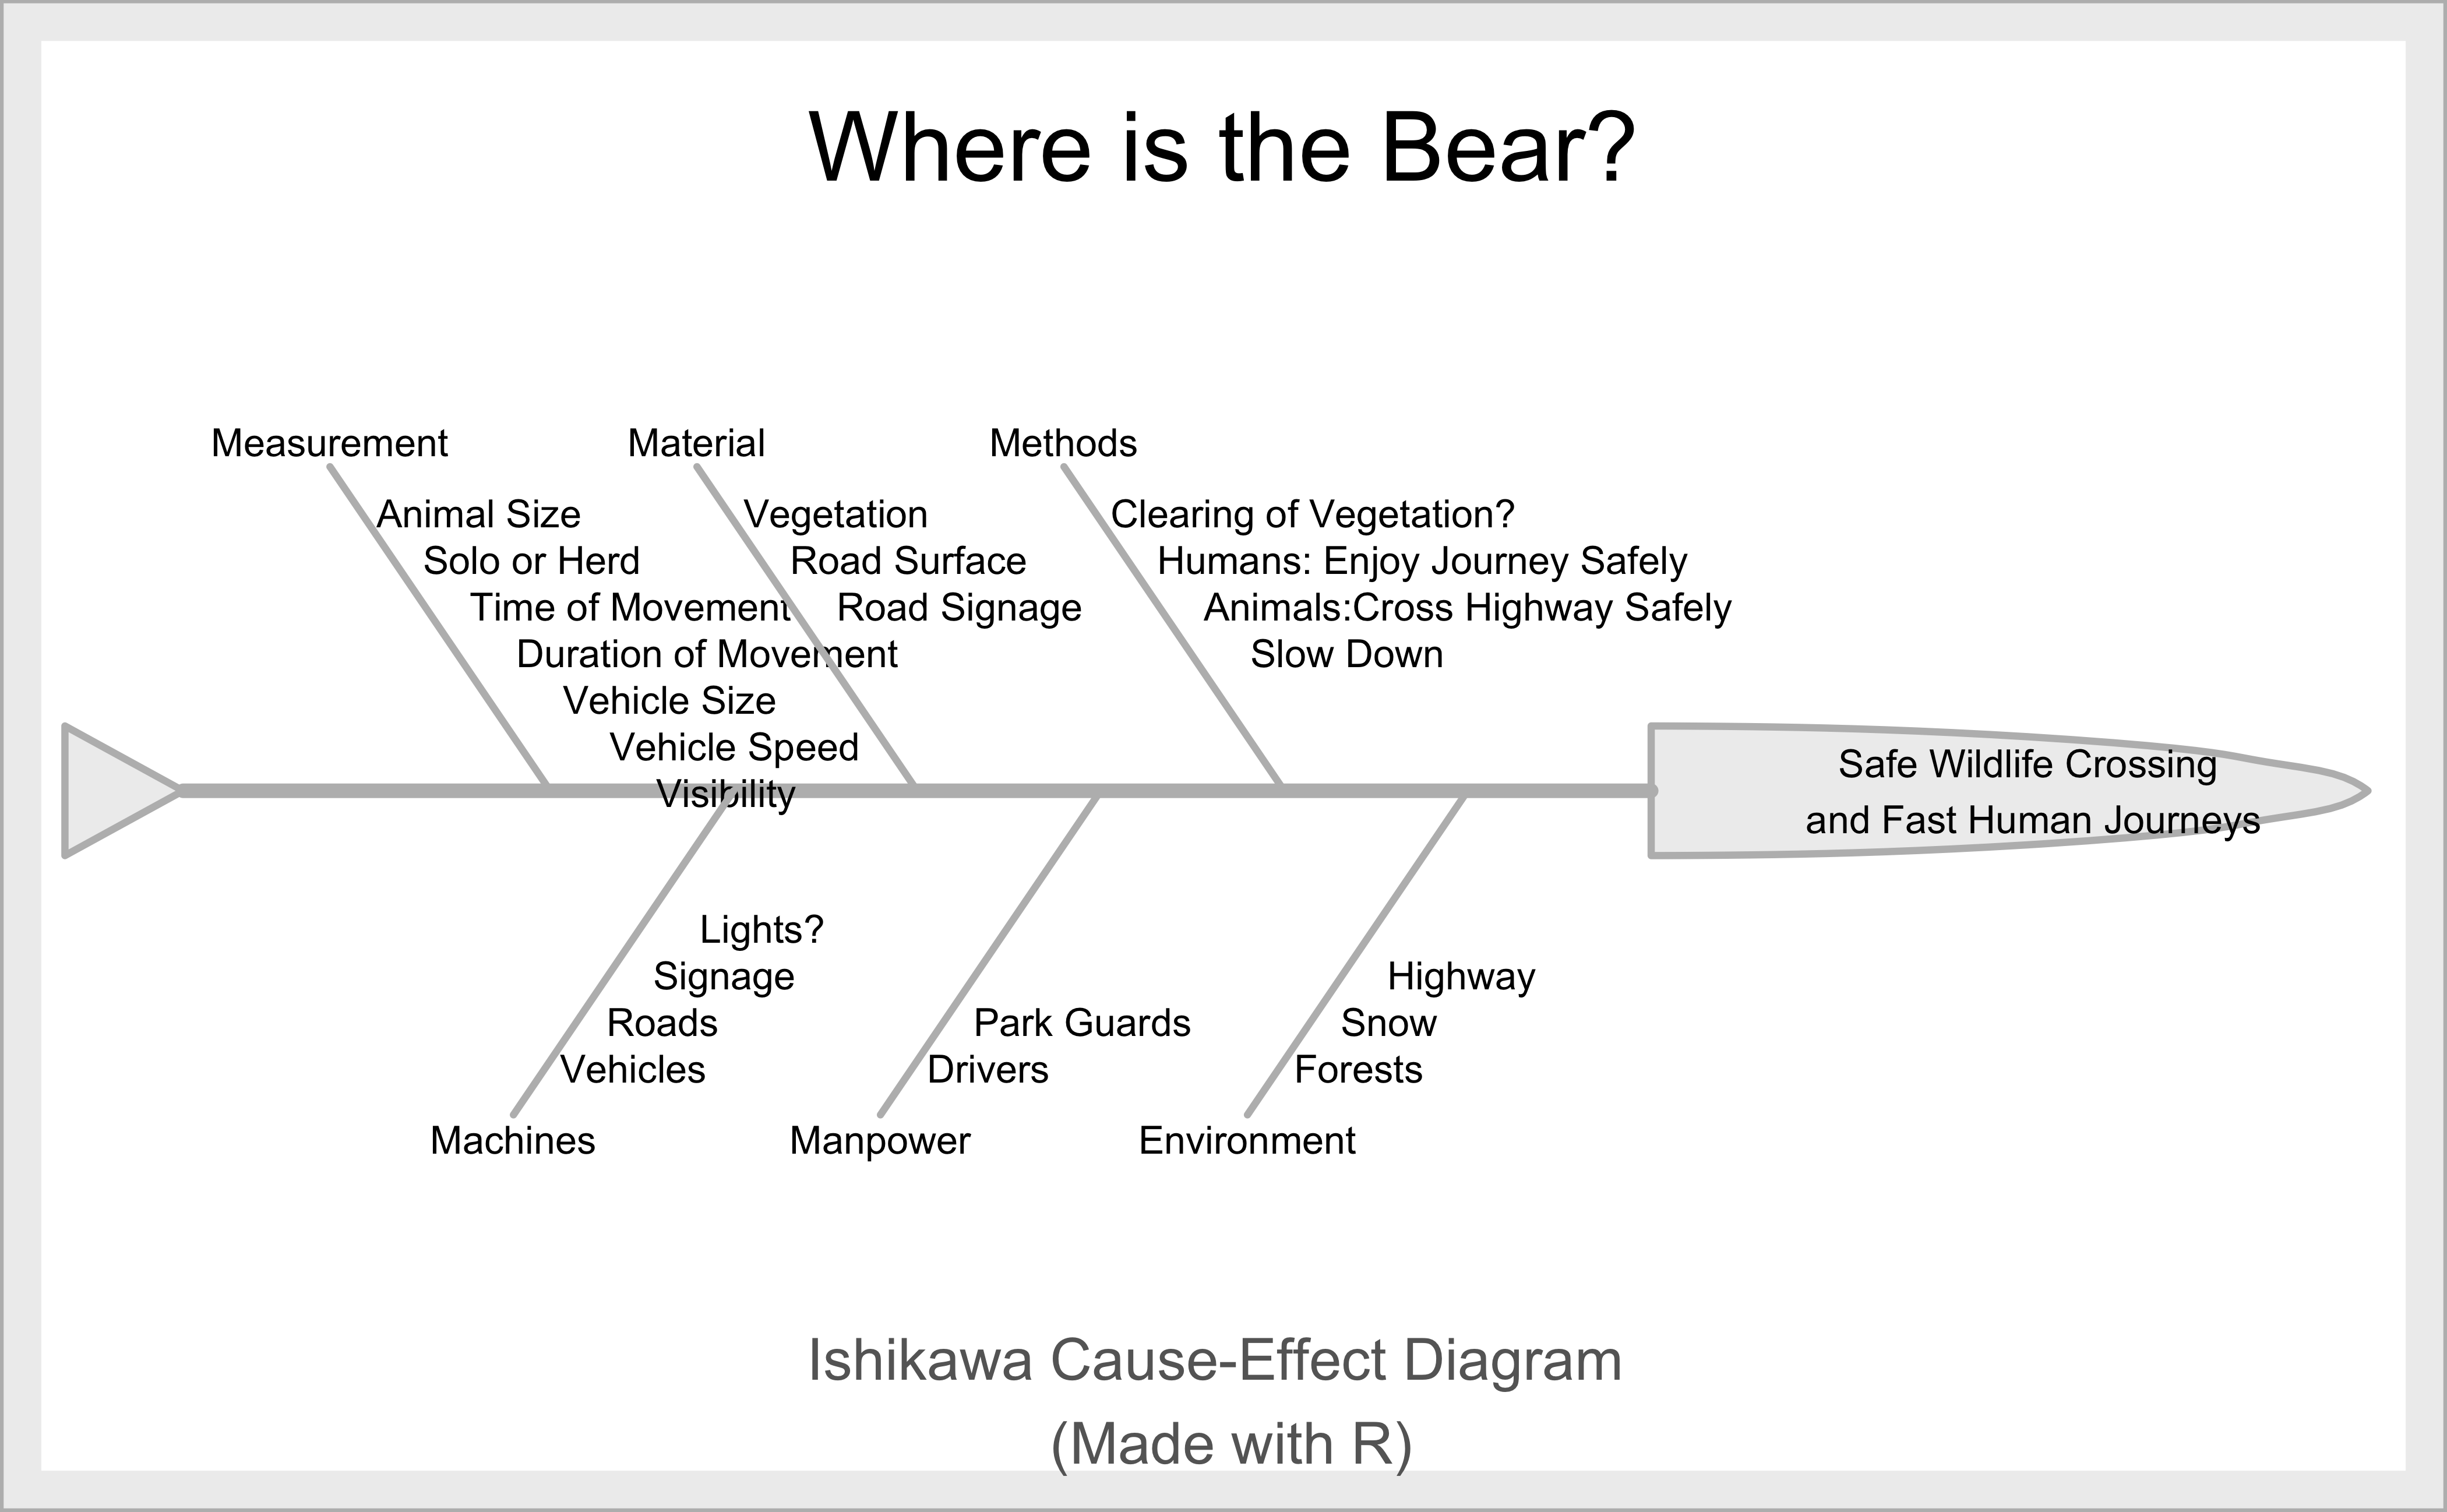 Where is the Bear?
Measurement
Animal Size
Solo or Herd
Time of Movement
Duration of Movement
Vehicle Size
Vehicle Speed
Visibility
Material
Vegetation
Road Surface
Road Signage
Methods
Clearing of Vegetation?
Humans: Enjoy Journey Safely
Animals:Cross Highway Safely
Slow Down
Safe Wildlife Crossing
and Fast Human Journeys
Lights?
Signage
Roads
Vehicles
Machines
Park Guards
Drivers
Manpower
Highway
Snow
Forests
Environment
Ishikawa Cause-Effect Diagram
(Made with R)